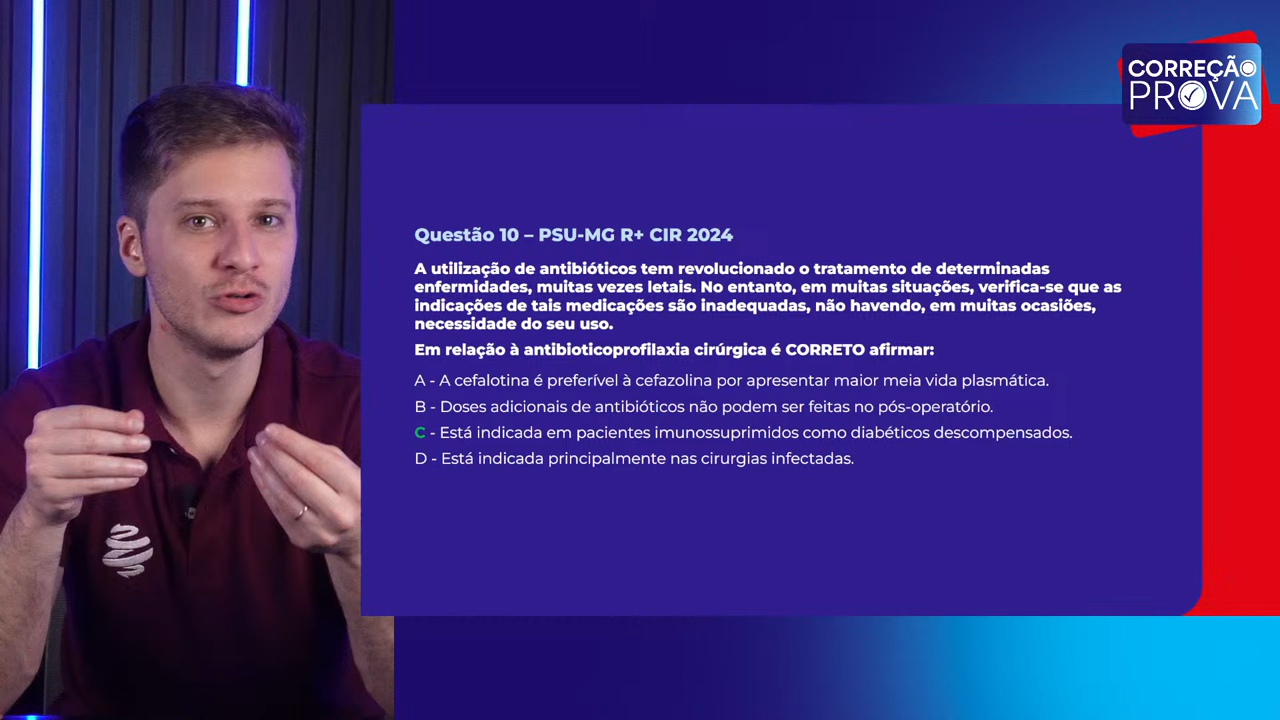 CORREÇÃO
PROVA
Questão 10 – PSU-MG R+ CIR 2024
A utilização de antibióticos tem revolucionado o tratamento de determinadas
enfermidades, muitas vezes letais. No entanto, em muitas situações, verifica-se que as
indicações de tais medicações são inadequadas, não havendo, em muitas ocasiões,
necessidade do seu uso.
Em relação à antibioticoprofilaxia cirúrgica é CORRETO afirmar:
A - A cefalotina é preferível à cefazolina por apresentar maior meia vida plasmática.
B - Doses adicionais de antibióticos não podem ser feitas no pós-operatório.
C - Está indicada em pacientes imunossuprimidos como diabéticos descompensados.
D - Está indicada principalmente nas cirurgias infectadas.